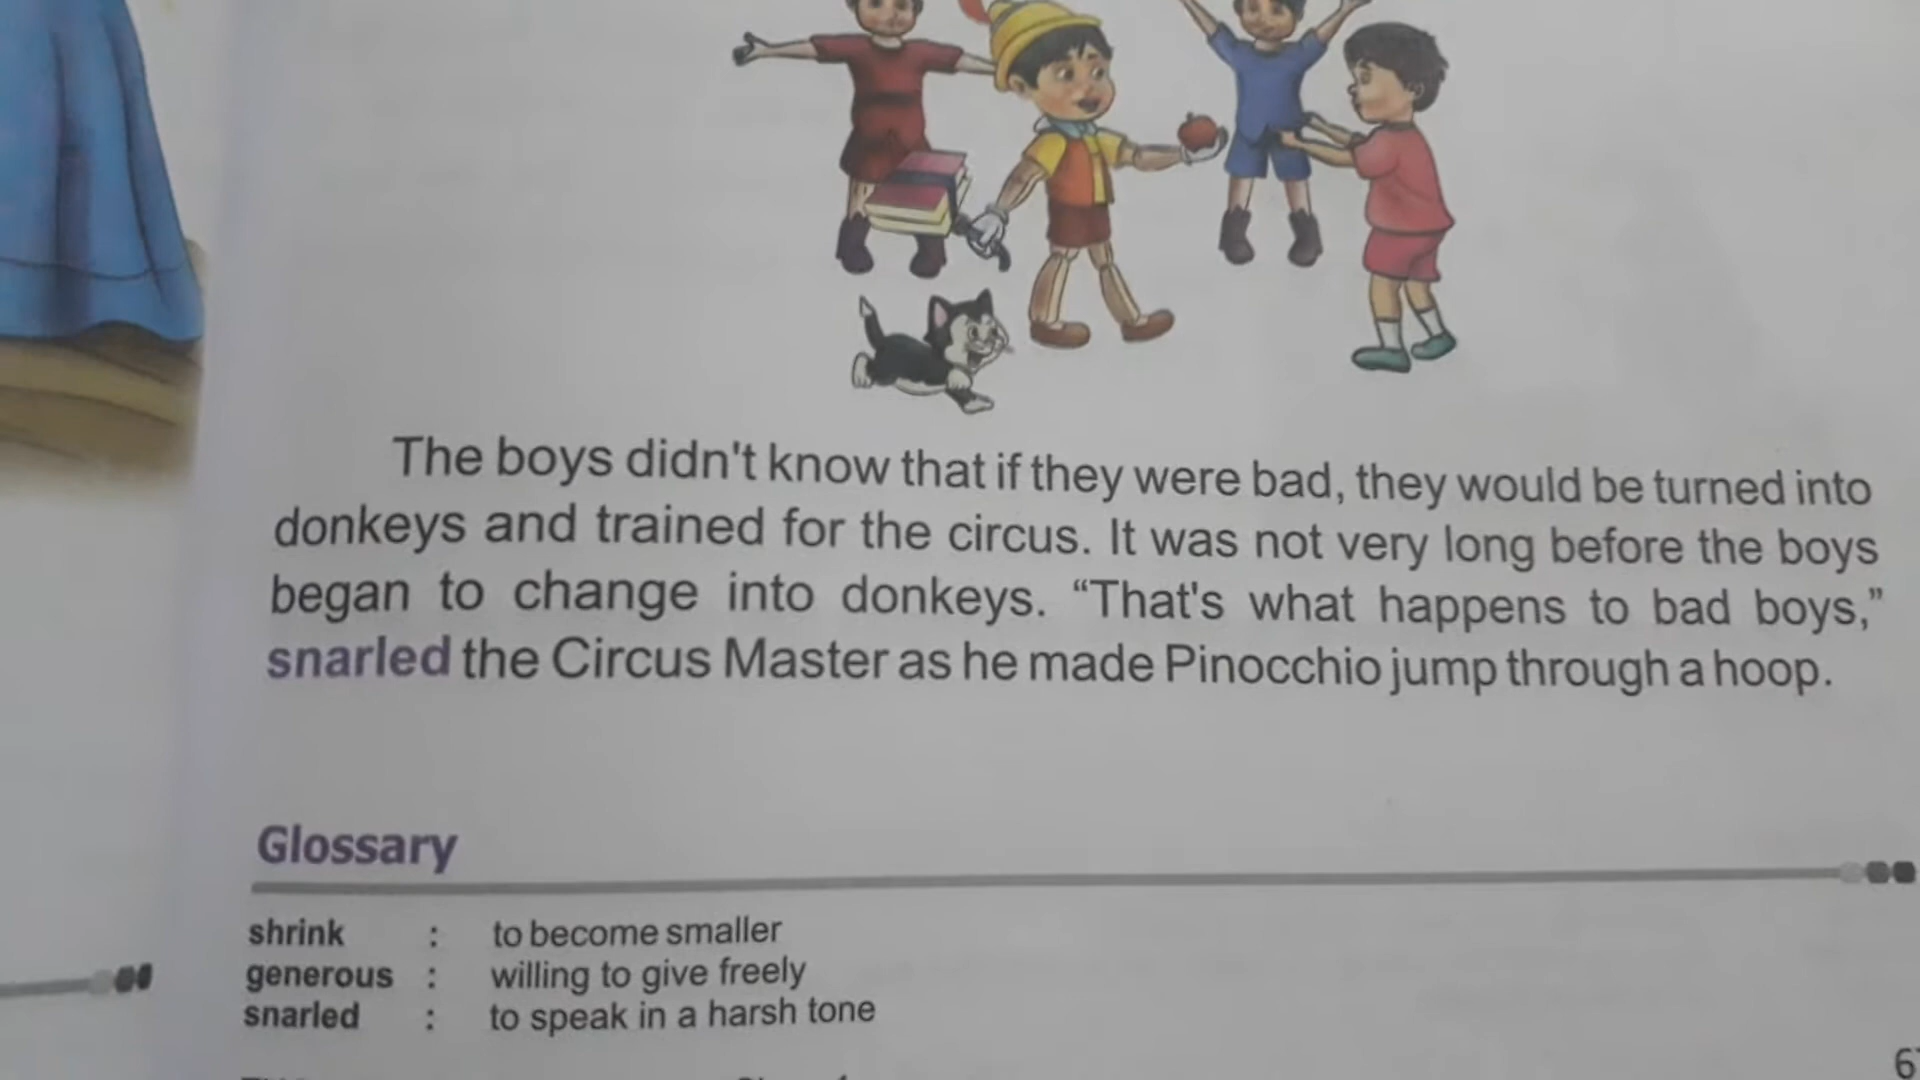 The boys didn't know that if they were bad, they would be turned into
donkeys and trained for the circus. It was not very long before the boys
began to change into donkeys. “That's what happens to bad boys,”
snarled the Circus Master as he made Pinocchio jump through a hoop.
Glossary
shrink : to become smaller
generous : willing to give freely
snarled : to speak in a harsh tone